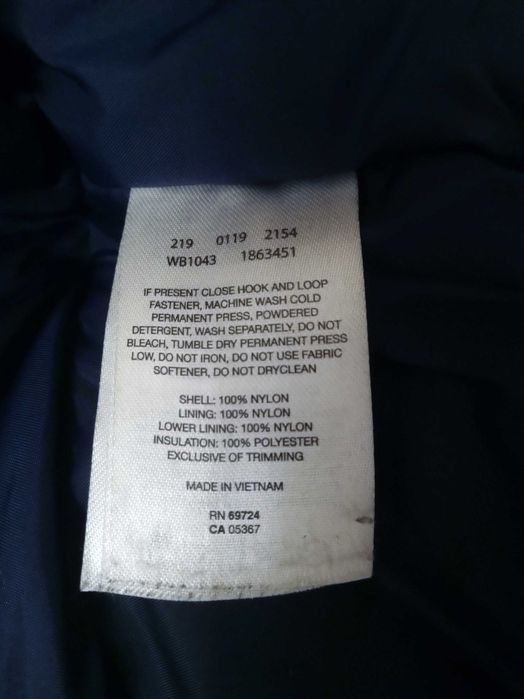 219 0119 2154
WB1043 1863451
IF PRESENT CLOSE HOOK AND LOOP
FASTENER, MACHINE WASH COLD
PERMANENT PRESS, POWDERED
DETERGENT, WASH SEPARATELY, DO NOT
BLEACH, TUMBLE DRY PERMANENT PRESS
LOW, DO NOT IRON, DO NOT USE FABRIC
SOFTENER, DO NOT DRYCLEAN
SHELL: 100% NYLON
LINING: 100% NYLON
LOWER LINING: 100% NYLON
INSULATION: 100% POLYESTER
EXCLUSIVE OF TRIMMING
MADE IN VIETNAM
RN 69724
CA 05367